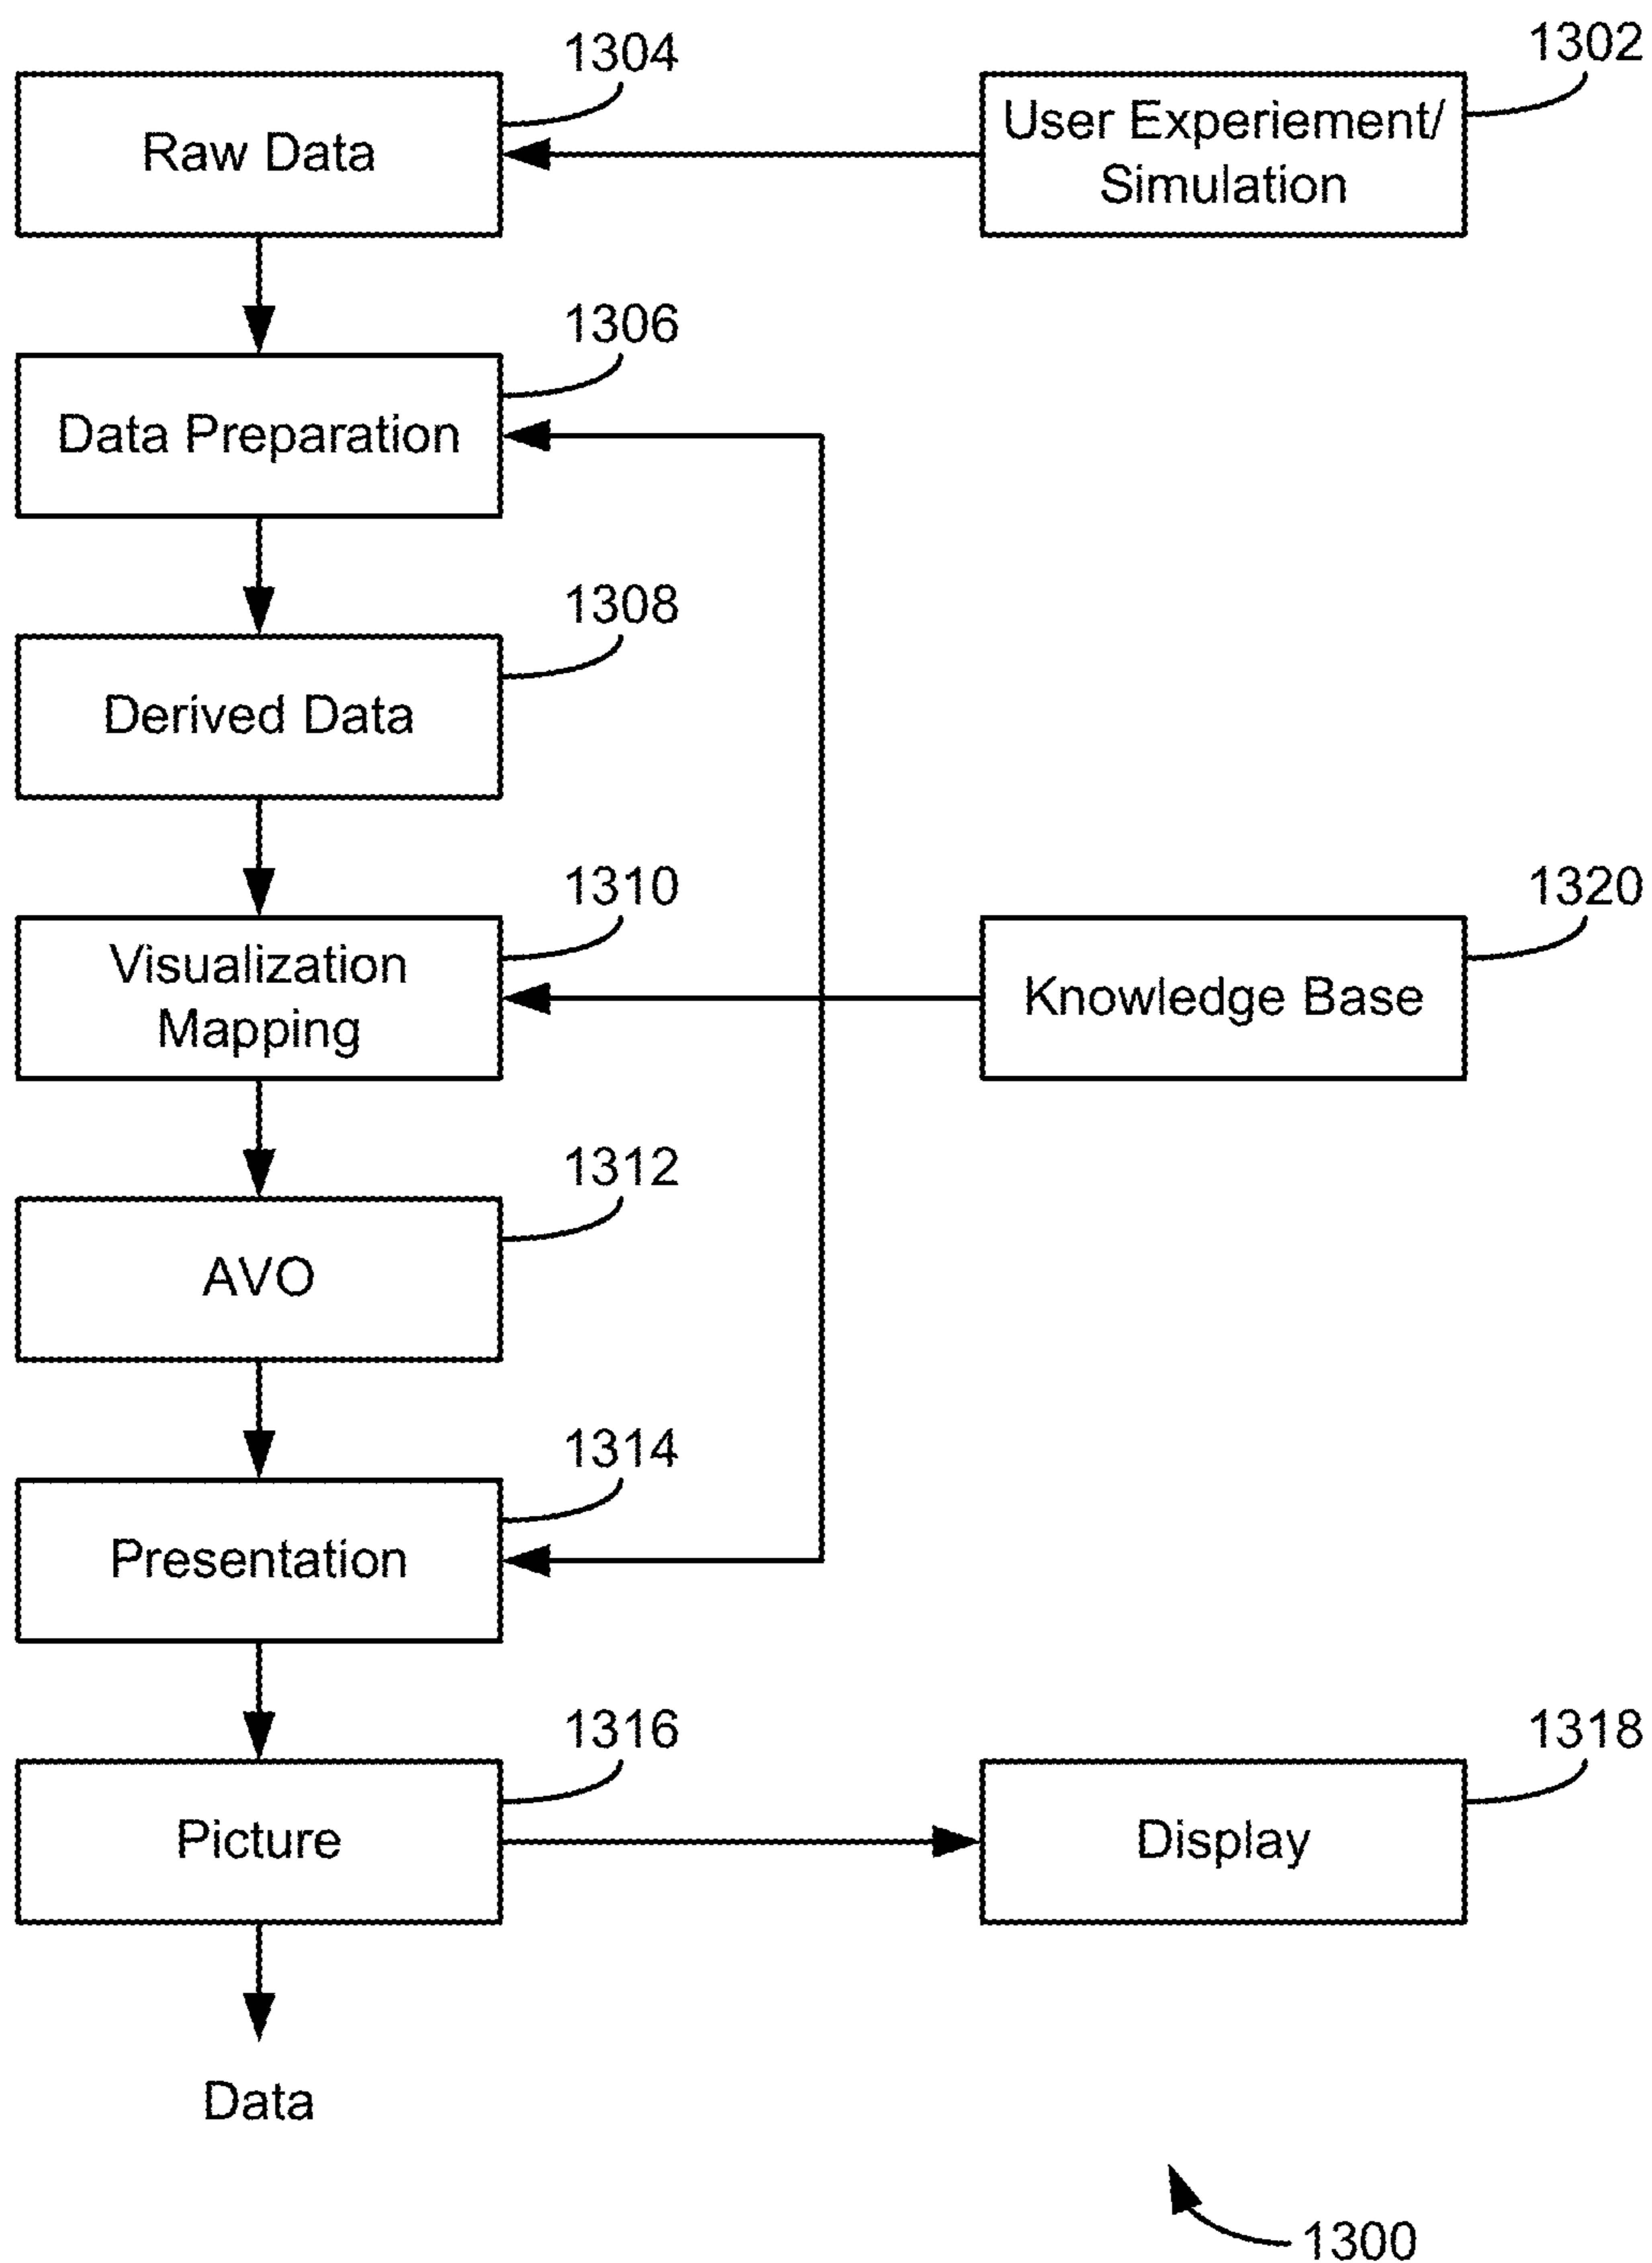 1304
1302
Raw Data
User Experiement/
Simulation
1306
Data Preparation
1308
Derived Data
1310
1320
Visualization
Mapping
Knowledge Base
1312
AVO
1314
Presentation
1316
1318
Picture
Display
Data
1300